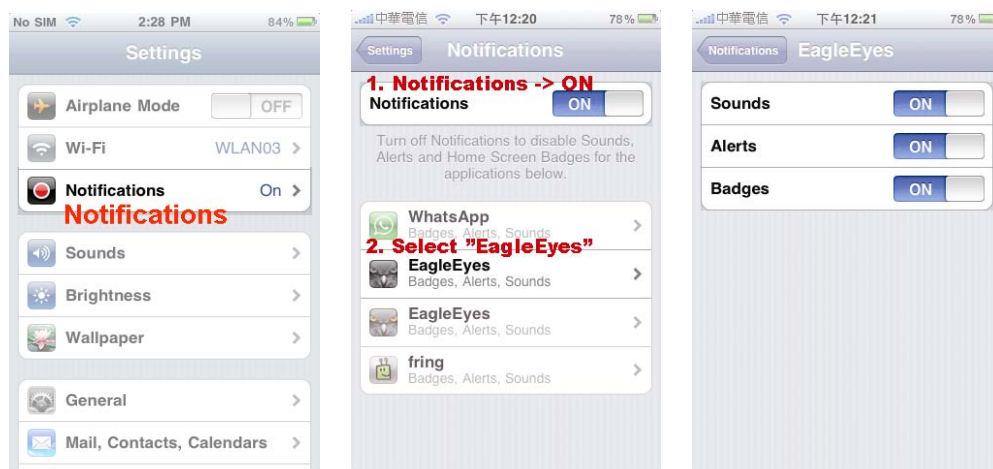 No SIM 2:28 PM 84%
Settings
Airplane Mode OFF
Wi-Fi WLAN03
Notifications On
Notifications
Sounds
Brightness
Wallpaper
General
Mail, Contacts, Calendars
中華電信 下午12:20 78%
Settings Notifications
1. Notifications -> ON
Notifications ON
Turn off Notifications to disable Sounds,
Alerts and Home Screen Badges for the
applications below.
WhatsApp
Badges, Alerts, Sounds
2. Select "EagleEyes"
EagleEyes
Badges, Alerts, Sounds
EagleEyes
Badges, Alerts, Sounds
fring
Badges, Alerts, Sounds
中華電信 下午12:21 78%
Notifications EagleEyes
Sounds ON
Alerts ON
Badges ON